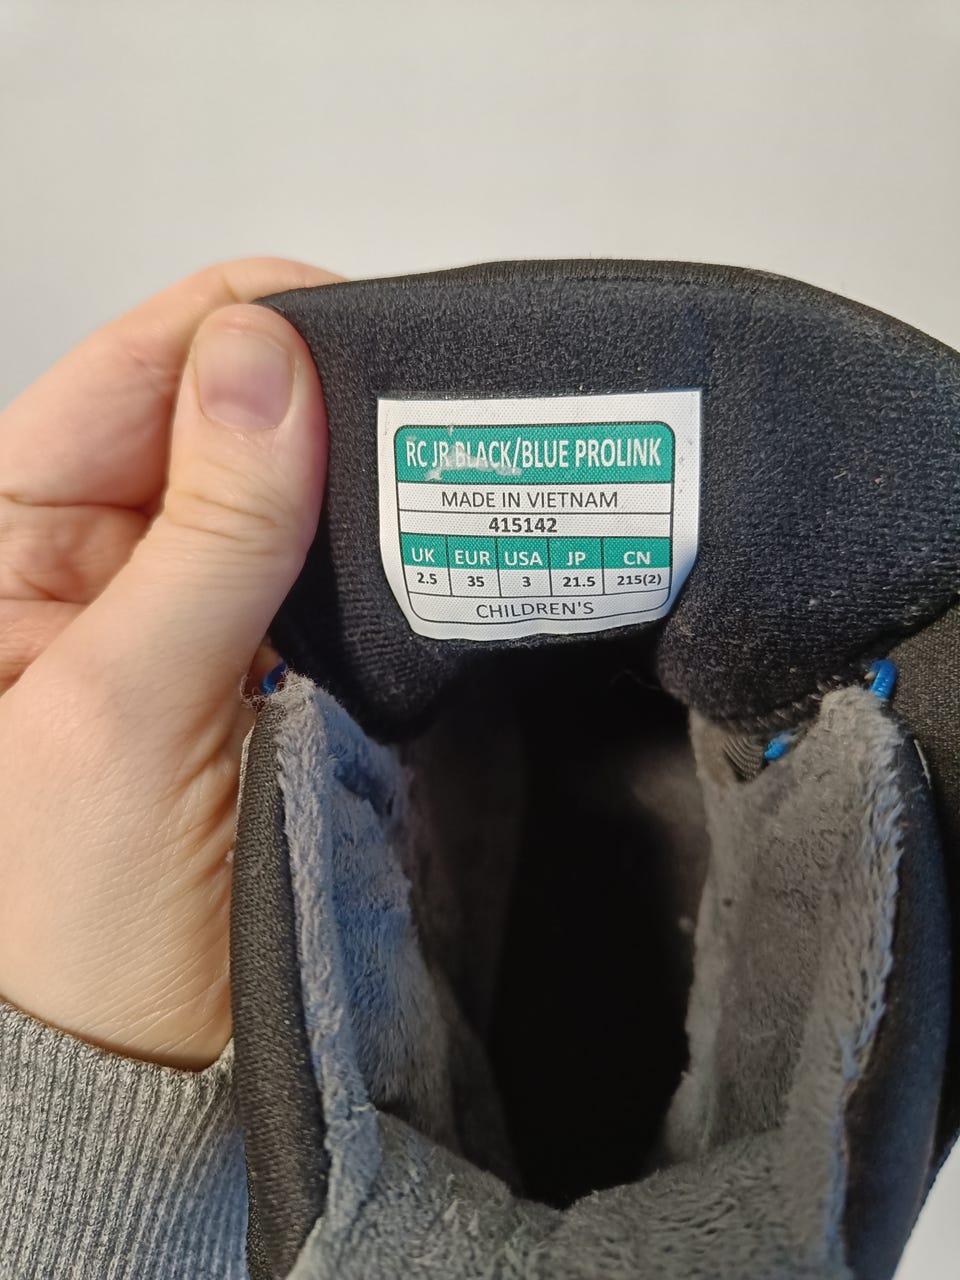 RC JR BLACK/BLUE PROLINK
MADE IN VIETNAM
415142
UK EUR USA JP CN
2.5 35 3 21.5 215(2)
CHILDREN'S